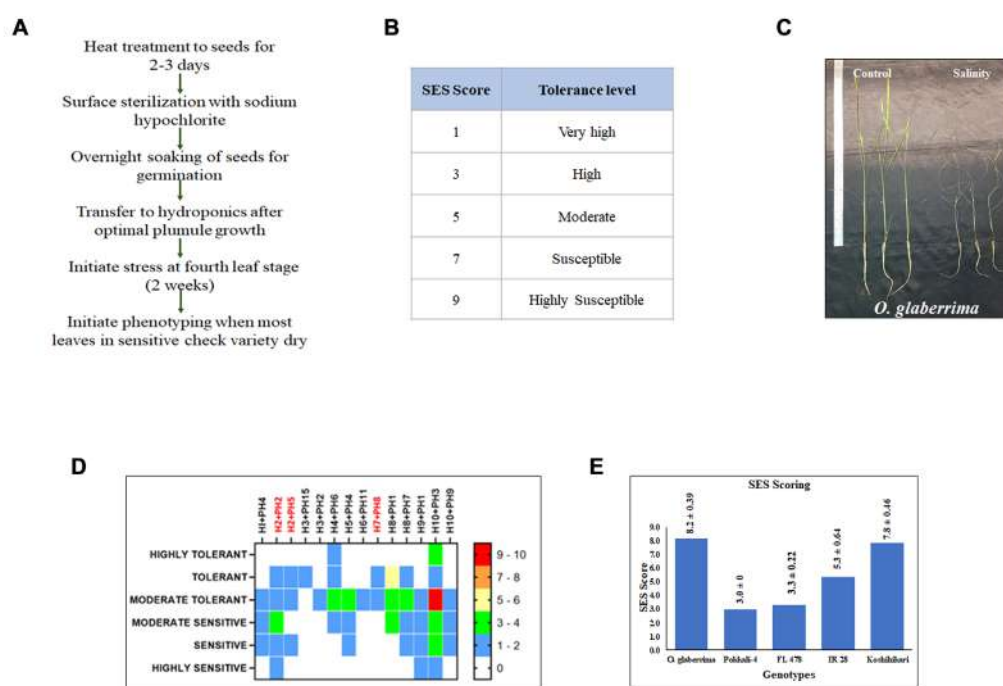 A
Heat treatment to seeds for
2-3 days
Surface sterilization with sodium
hypochlorite
Overnight soaking of seeds for
germination
Transfer to hydroponics after
optimal plumule growth
Initiate stress at fourth leaf stage
(2 weeks)
Initiate phenotyping when most
leaves in sensitive check variety dry
B
SES Score Tolerance level
1 Very high
3 High
5 Moderate
7 Susceptible
9 Highly Susceptible
C
Control Salinity
O. glaberrima
D
HI+PH4
H2+PH2
H2+PH5
H3+PH15
H3+PH2
H4+PH6
H5+PH4
H6+PH11
H7+PH8
H8+PH1
H8+PH7
H9+PH1
H10+PH3
H10+PH9
HIGHLY TOLERANT
TOLERANT
MODERATE TOLERANT
MODERATE SENSITIVE
SENSITIVE
HIGHLY SENSITIVE
9 - 10
7 - 8
5 - 6
3 - 4
1 - 2
0
E
SES Scoring
SES Score
9.0
8.0
7.0
6.0
5.0
4.0
3.0
2.0
1.0
0.0
8.2 ± 0.39
3.0 ± 0
3.3 ± 0.22
5.3 ± 0.64
7.8 ± 0.46
O. glaberrima Pokkali-4 FL 478 IR 28 Koshihikari
Genotypes